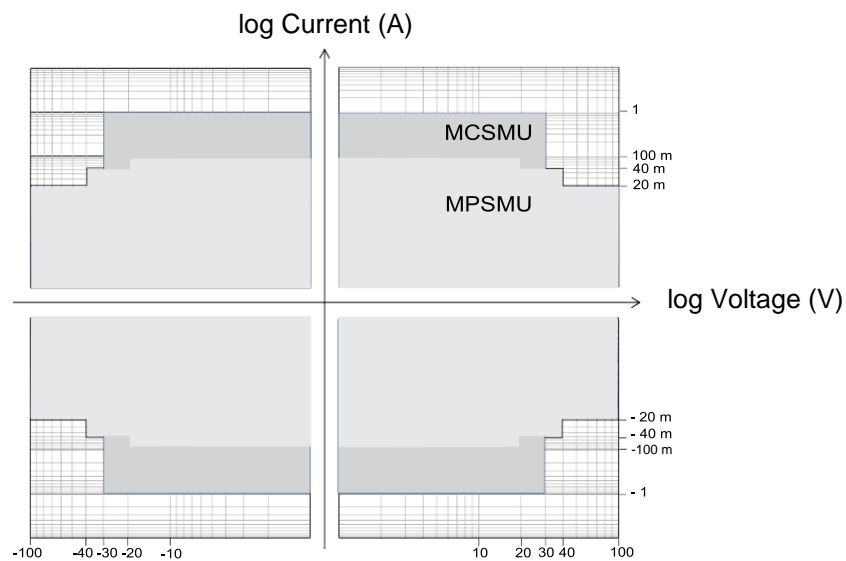 log Current (A)
1
MCSMU
100 m
40 m
20 m
MPSMU
log Voltage (V)
- 20 m
- 40 m
-100 m
- 1
-100 -40 -30 -20 -10 10 20 30 40 100